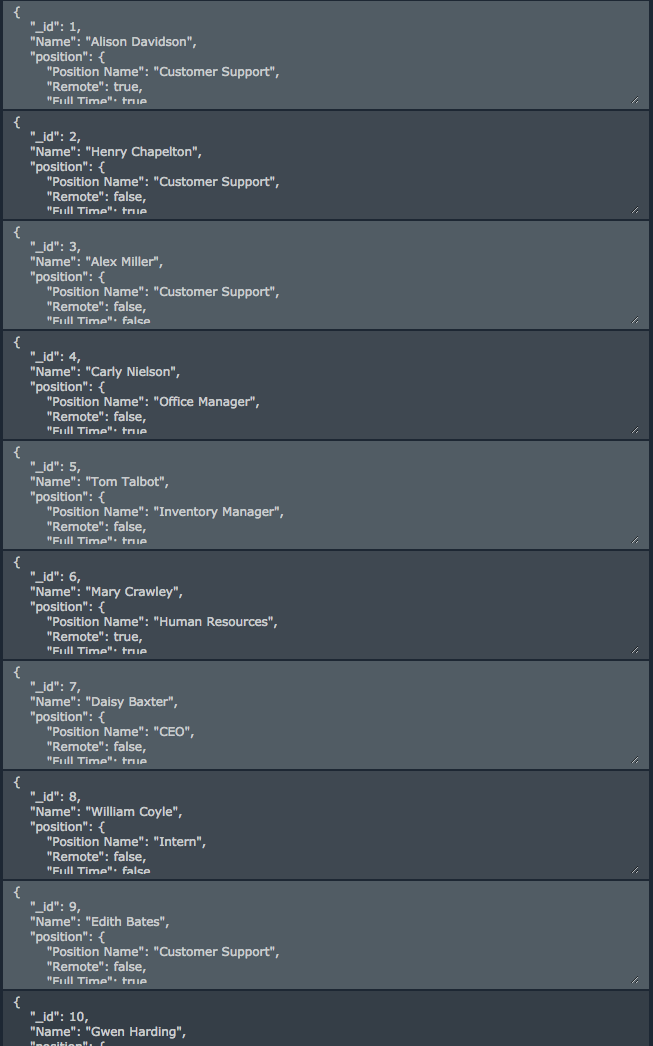 {
"_id": 1,
"Name": "Alison Davidson",
"position": {
"Position Name": "Customer Support",
"Remote": true,
"Full Time": true
{
"_id": 2,
"Name": "Henry Chapelton",
"position": {
"Position Name": "Customer Support",
"Remote": false,
"Full Time": true
{
"_id": 3,
"Name": "Alex Miller",
"position": {
"Position Name": "Customer Support",
"Remote": false,
"Full Time": false
{
"_id": 4,
"Name": "Carly Nielson",
"position": {
"Position Name": "Office Manager",
"Remote": false,
"Full Time": true
{
"_id": 5,
"Name": "Tom Talbot",
"position": {
"Position Name": "Inventory Manager",
"Remote": false,
"Full Time": true
{
"_id": 6,
"Name": "Mary Crawley",
"position": {
"Position Name": "Human Resources",
"Remote": true,
"Full Time": true
{
"_id": 7,
"Name": "Daisy Baxter",
"position": {
"Position Name": "CEO",
"Remote": false,
"Full Time": true
{
"_id": 8,
"Name": "William Coyle",
"position": {
"Position Name": "Intern",
"Remote": false,
"Full Time": false
{
"_id": 9,
"Name": "Edith Bates",
"position": {
"Position Name": "Customer Support",
"Remote": false,
"Full Time": true
{
"_id": 10,
"Name": "Gwen Harding",
"position": {